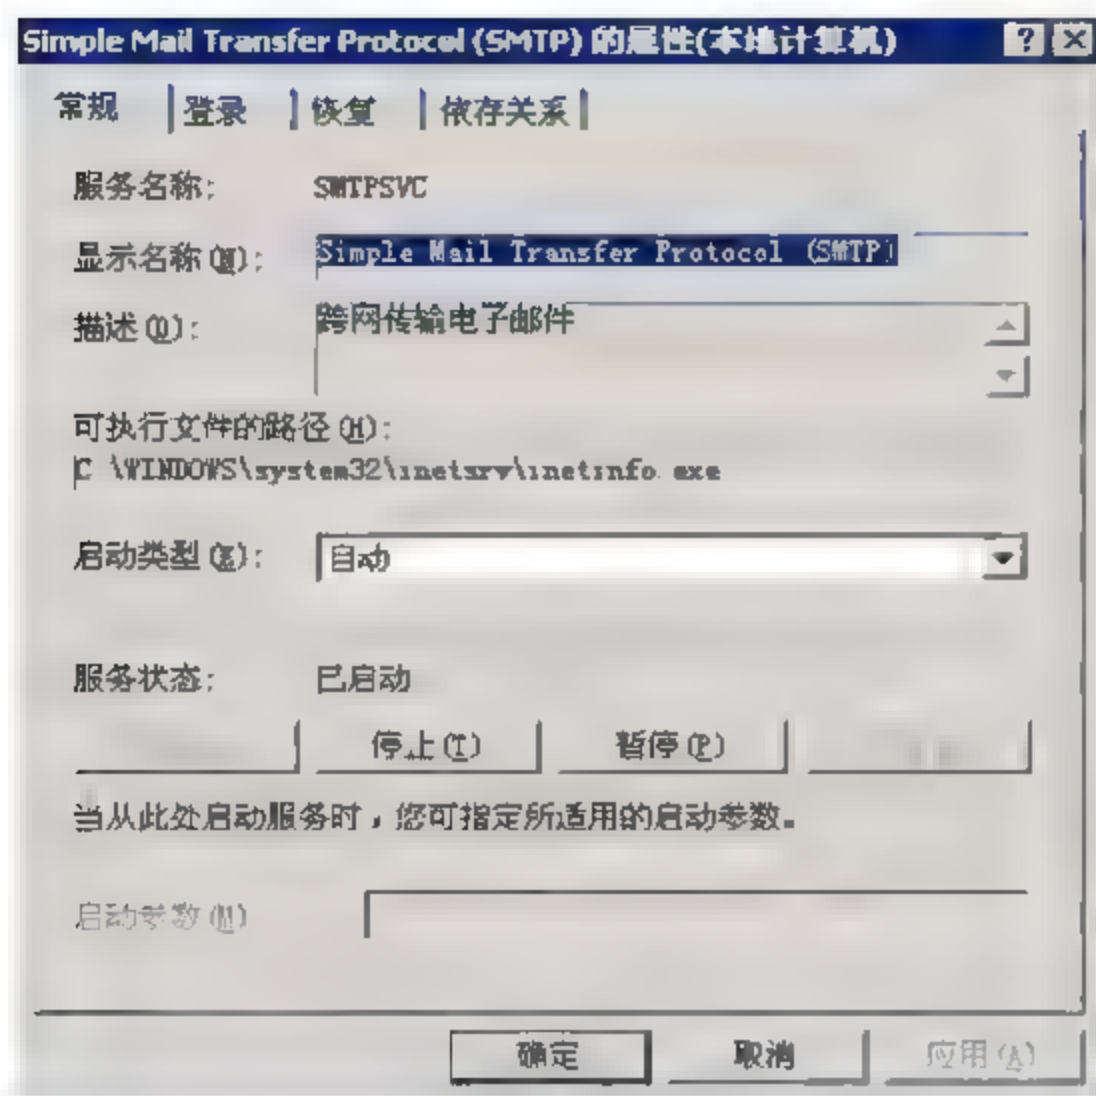 Simple Mail Transfer Protocol (SMTP) 的属性(本地计算机)
常规 登录 恢复 依存关系
服务名称: SMTPSVC
显示名称(N): Simple Mail Transfer Protocol (SMTP)
描述(D): 跨网传输电子邮件
可执行文件的路径(H):
C \WINDOWS\system32\inetsrv\inetinfo.exe
启动类型(E): 自动
服务状态: 已启动
停止(T) 暂停(P)
当从此处启动服务时，您可指定所适用的启动参数。
启动参数(M)
确定 取消 应用(A)